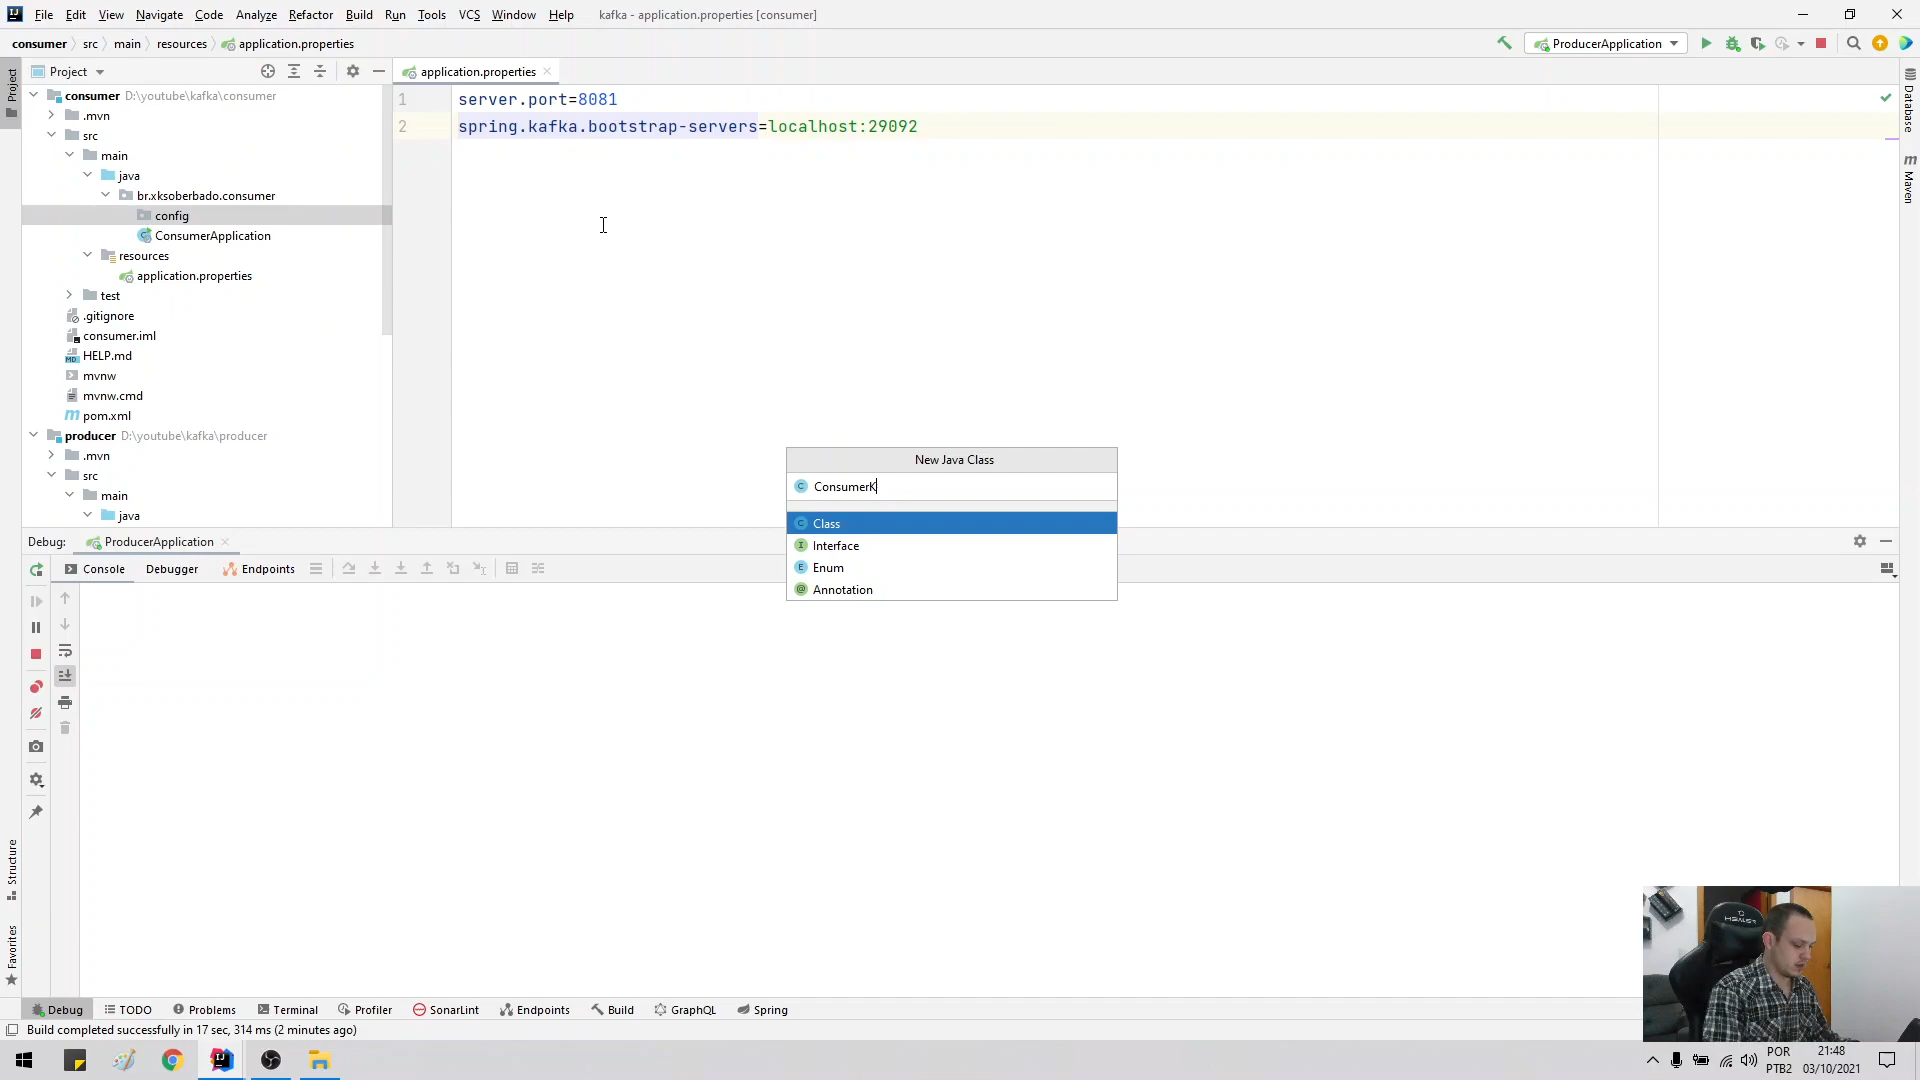 File Edit View Navigate Code Analyze Refactor Build Run Tools VCS Window Help kafka - application.properties [consumer]
consumer src main resources application.properties ProducerApplication
Project
Project application.properties
consumer D:\youtube\kafka\consumer
.mvn
src
main
java
br.xksoberbado.consumer
config
ConsumerApplication
resources
application.properties
test
.gitignore
consumer.iml
HELP.md
mvnw
mvnw.cmd
pom.xml
producer D:\youtube\kafka\producer
.mvn
src
main
java
1 server.port=8081
2 spring.kafka.bootstrap-servers=localhost:29092
Database
Maven
New Java Class
ConsumerK
Class
Interface
Enum
Annotation
Debug: ProducerApplication
Console Debugger Endpoints
Structure
Favorites
Debug TODO Problems Terminal Profiler SonarLint Endpoints Build GraphQL Spring
Build completed successfully in 17 sec, 314 ms (2 minutes ago)
POR
PTB2
21:48
03/10/2021